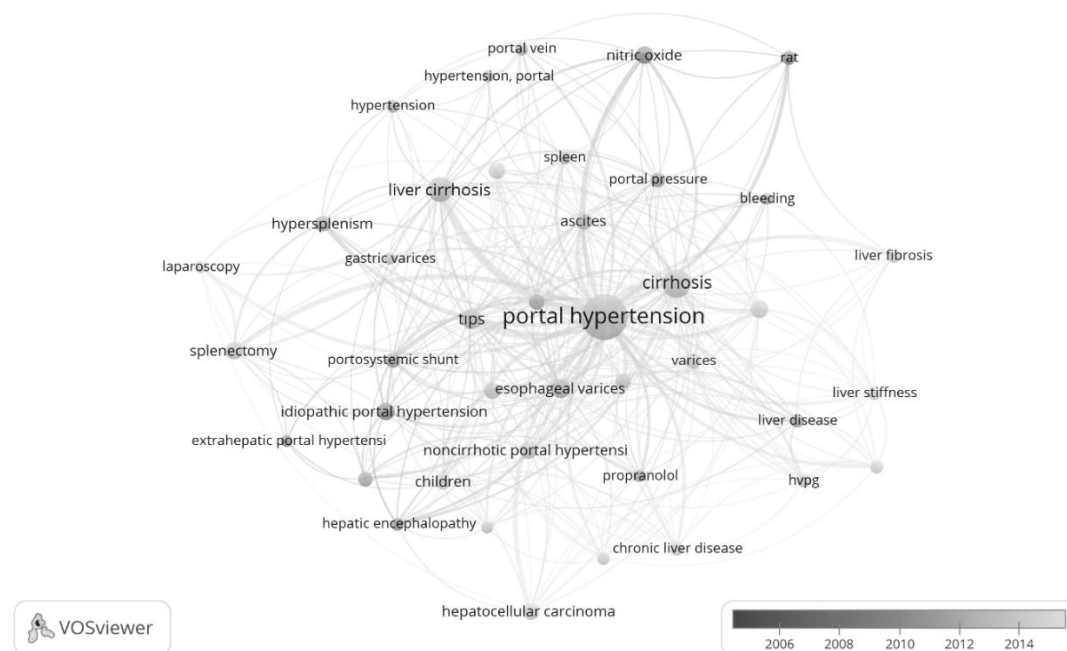 portal vein
nitric oxide
rat
hypertension, portal
hypertension
spleen
portal pressure
liver cirrhosis
bleeding
hypersplenism
ascites
gastric varices
liver fibrosis
laparoscopy
cirrhosis
tips
portal hypertension
splenectomy
portosystemic shunt
varices
esophageal varices
liver stiffness
idiopathic portal hypertension
liver disease
extrahepatic portal hypertensi
noncirrhotic portal hypertensi
children
propranolol
hvpg
hepatic encephalopathy
chronic liver disease
hepatocellular carcinoma
VOSviewer
2006 2008 2010 2012 2014